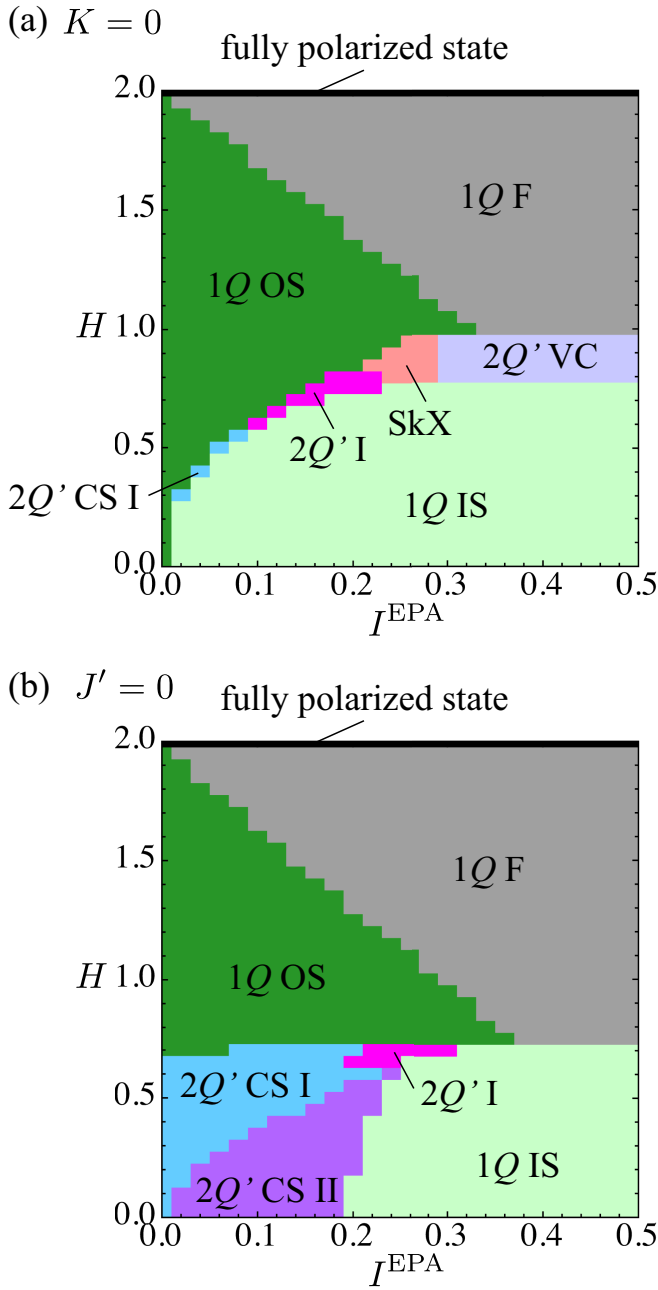 (a) K = 0
fully polarized state
2.0
1Q F
1.5
1Q OS
H 1.0
2Q' VC
SkX
2Q' I
0.5
2Q' CS I
1Q IS
0.0
0.0 0.1 0.2 0.3 0.4 0.5
I^EPA
(b) J' = 0
fully polarized state
2.0
1.5
1Q F
H 1.0
1Q OS
2Q' CS I
2Q' I
0.5
1Q IS
2Q' CS II
0.0
0.0 0.1 0.2 0.3 0.4 0.5
I^EPA